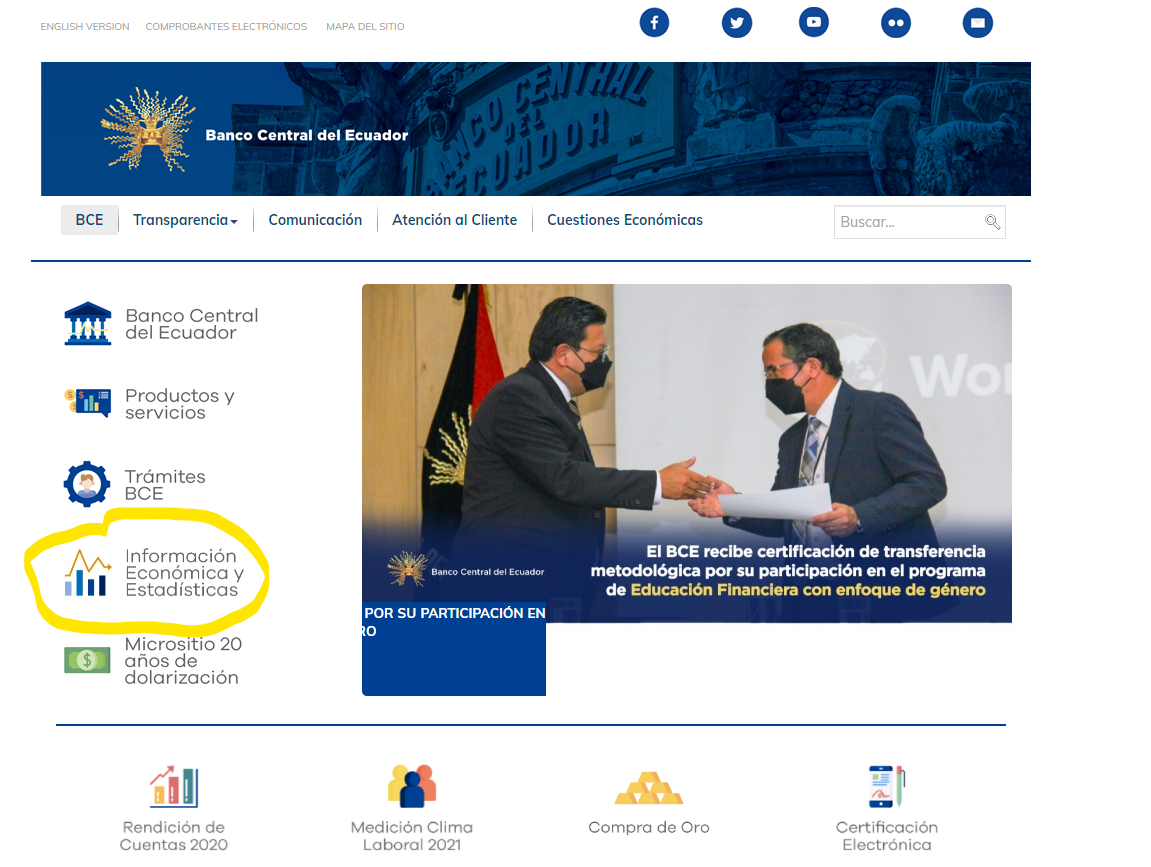 ENGLISH VERSION COMPROBANTES ELECTRÓNICOS MAPA DEL SITIO
BANCO CENTRAL
DEL
ECUADOR
Banco Central del Ecuador
BCE Transparencia Comunicación Atención al Cliente Cuestiones Económicas Buscar...
Banco Central
del Ecuador
Productos y
servicios
Trámites
BCE
Información
Económica y
Estadísticas
Micrositio 20
años de
dolarización
Wor
El BCE recibe certificación de transferencia
metodológica por su participación en el programa
de Educación Financiera con enfoque de género
Banco Central del Ecuador
POR SU PARTICIPACIÓN EN
RO
Rendición de
Cuentas 2020
Medición Clima
Laboral 2021
Compra de Oro
Certificación
Electrónica